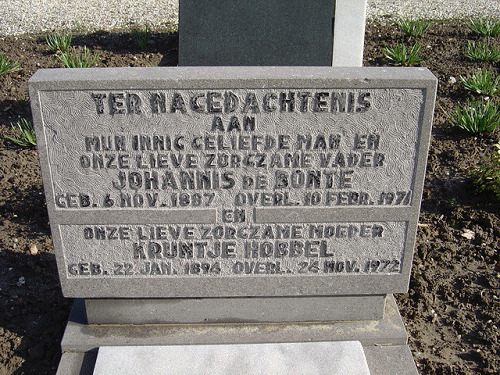 TER NAGEDACHTENIS
AAN
MIJN INNIG GELIEFDE MAN EN
ONZE LIEVE ZORGZAME VADER
JOHANNIS DE BONTE
GEB. 6 NOV. 1887 OVERL. 10 FEBR. 1971
EN
ONZE LIEVE ZORGZAME MOEDER
KRIJNTJE HOBBEL
GEB. 22 JAN. 1894 OVERL. 24 NOV. 1972